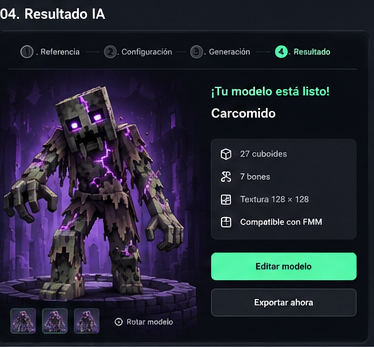 04. Resultado IA
1. Referencia
2. Configuración
3. Generación
4. Resultado
¡Tu modelo está listo!
Carcomido
27 cuboides
7 bones
Textura 128 × 128
Compatible con FMM
Editar modelo
Exportar ahora
Rotar modelo